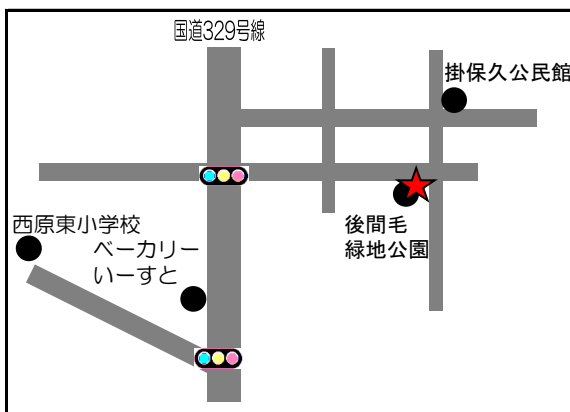 国道329号線
掛保久公民館
西原東小学校
ベーカリー
いーすと
後間毛
緑地公園